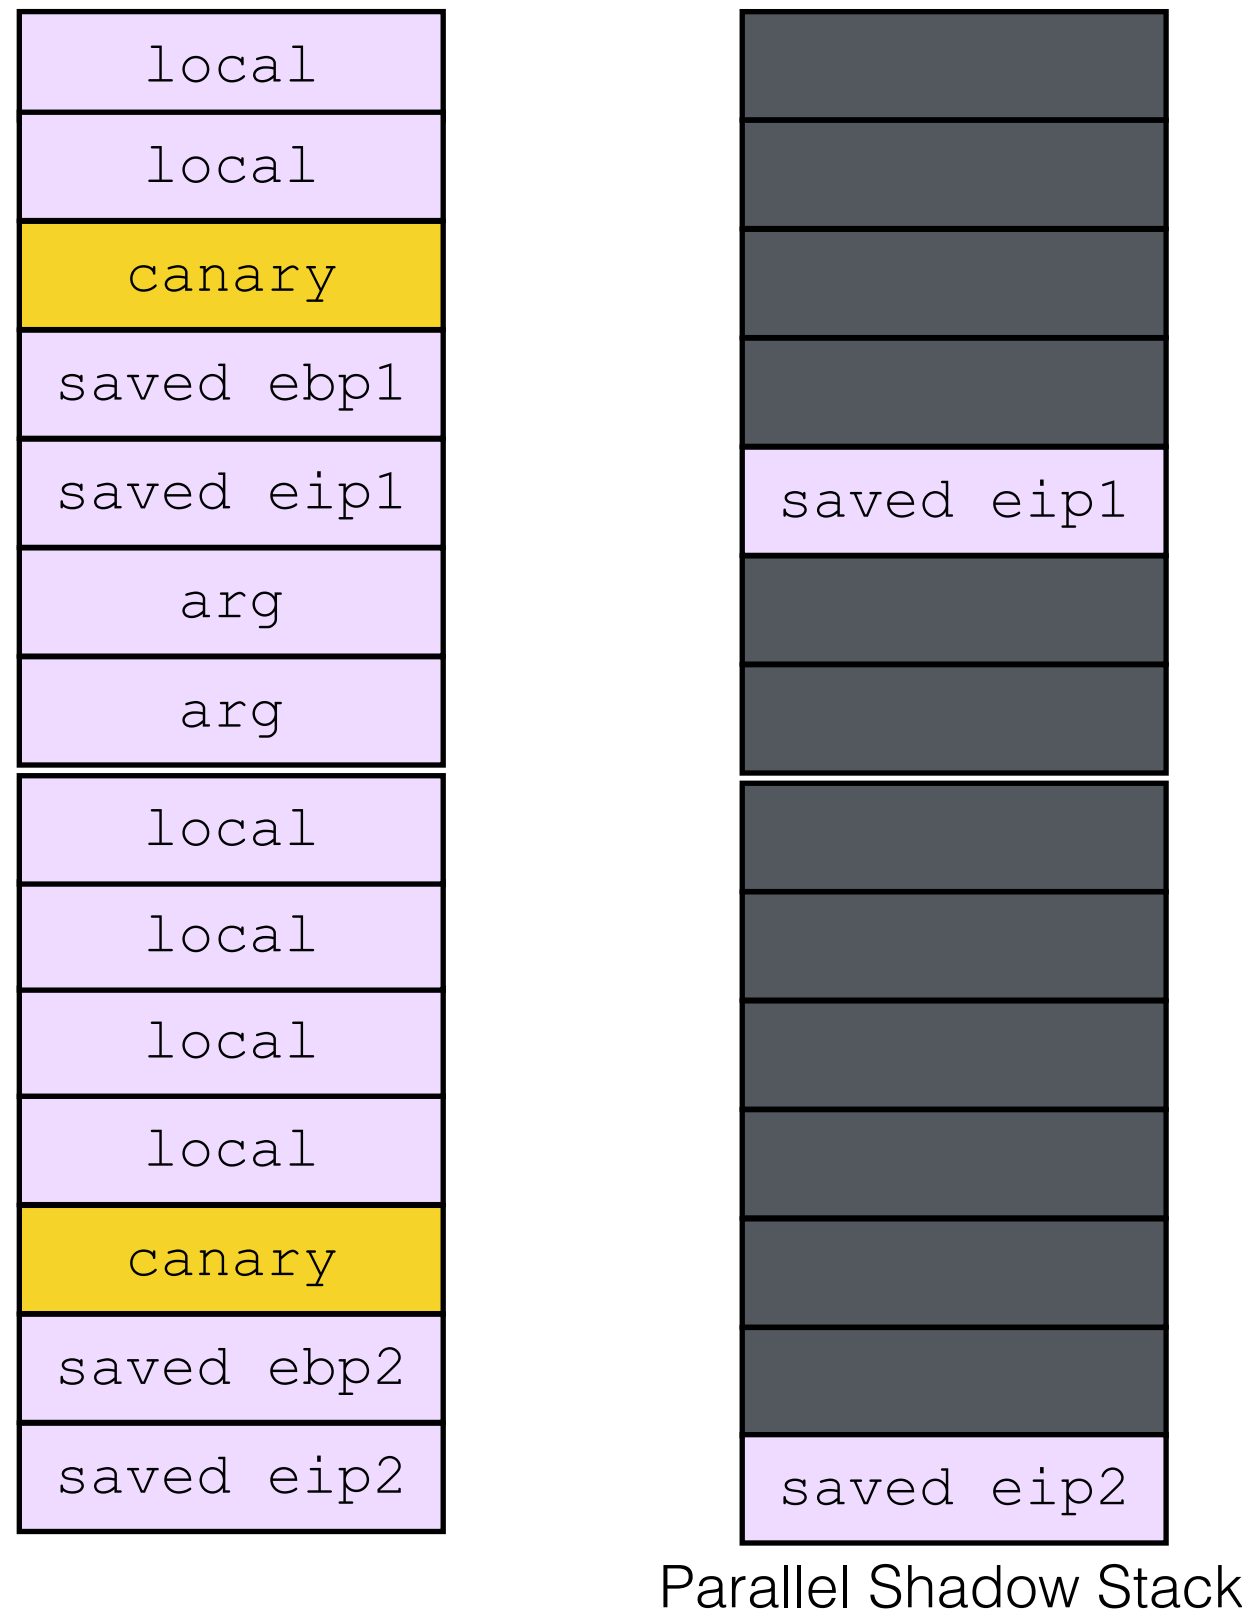 local
local
canary
saved ebp1
saved eip1
arg
arg
local
local
local
local
canary
saved ebp2
saved eip2
saved eip1
saved eip2
Parallel Shadow Stack